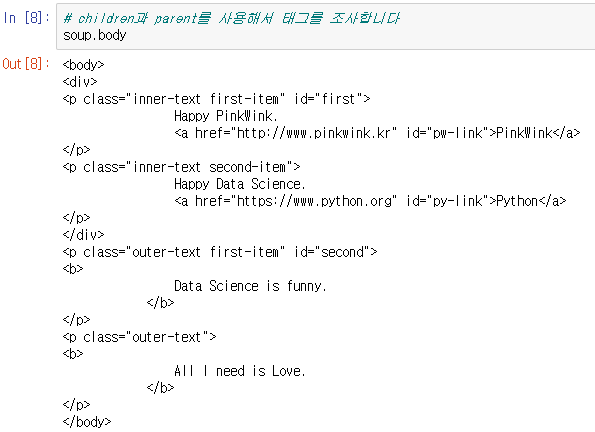 In [8]: # children과 parent를 사용해서 태그를 조사합니다
soup.body
Out[8]: <body>
<div>
<p class="inner-text first-item" id="first">
Happy PinkWink.
<a href="http://www.pinkwink.kr" id="pw-link">PinkWink</a>
</p>
<p class="inner-text second-item">
Happy Data Science.
<a href="https://www.python.org" id="py-link">Python</a>
</p>
</div>
<p class="outer-text first-item" id="second">
<b>
Data Science is funny.
</b>
</p>
<p class="outer-text">
<b>
All I need is Love.
</b>
</p>
</body>